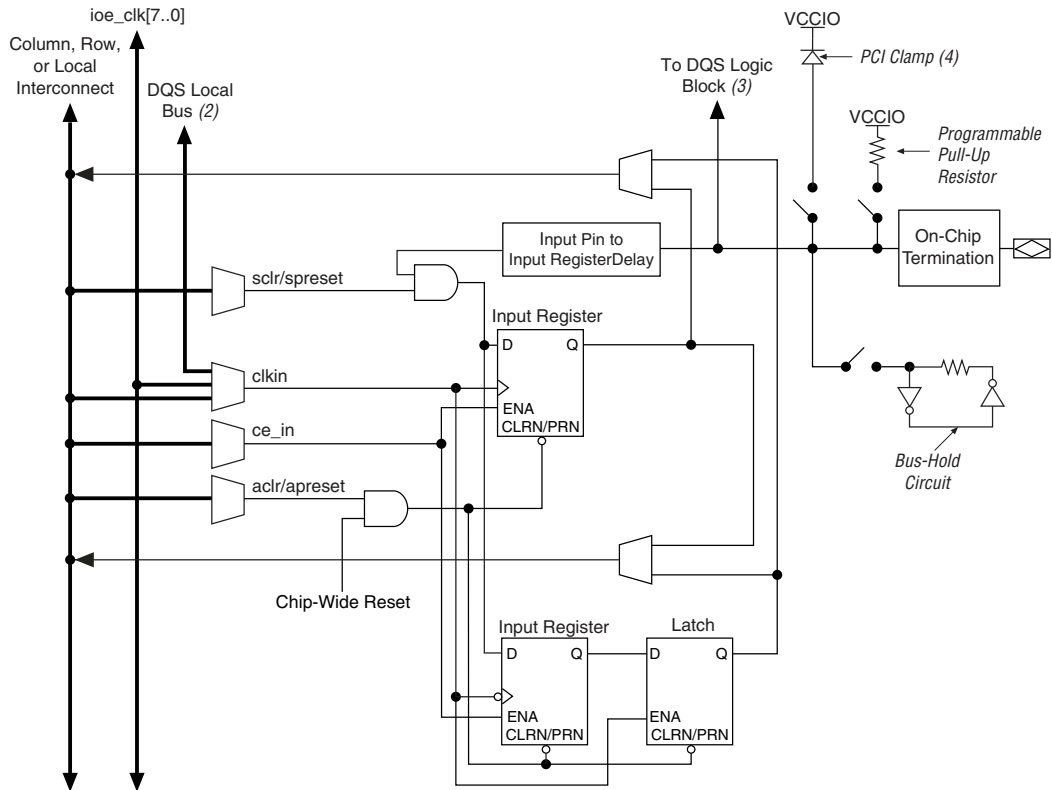 ioe_clk[7..0]
Column, Row,
or Local
Interconnect
DQS Local
Bus (2)
To DQS Logic
Block (3)
VCCIO
PCI Clamp (4)
VCCIO
Programmable
Pull-Up
Resistor
Input Pin to
Input RegisterDelay
On-Chip
Termination
sclr/spreset
Input Register
D
Q
clkin
ENA
CLRN/PRN
ce_in
aclr/apreset
Bus-Hold
Circuit
Chip-Wide Reset
Input Register
D
Q
ENA
CLRN/PRN
Latch
D
Q
ENA
CLRN/PRN